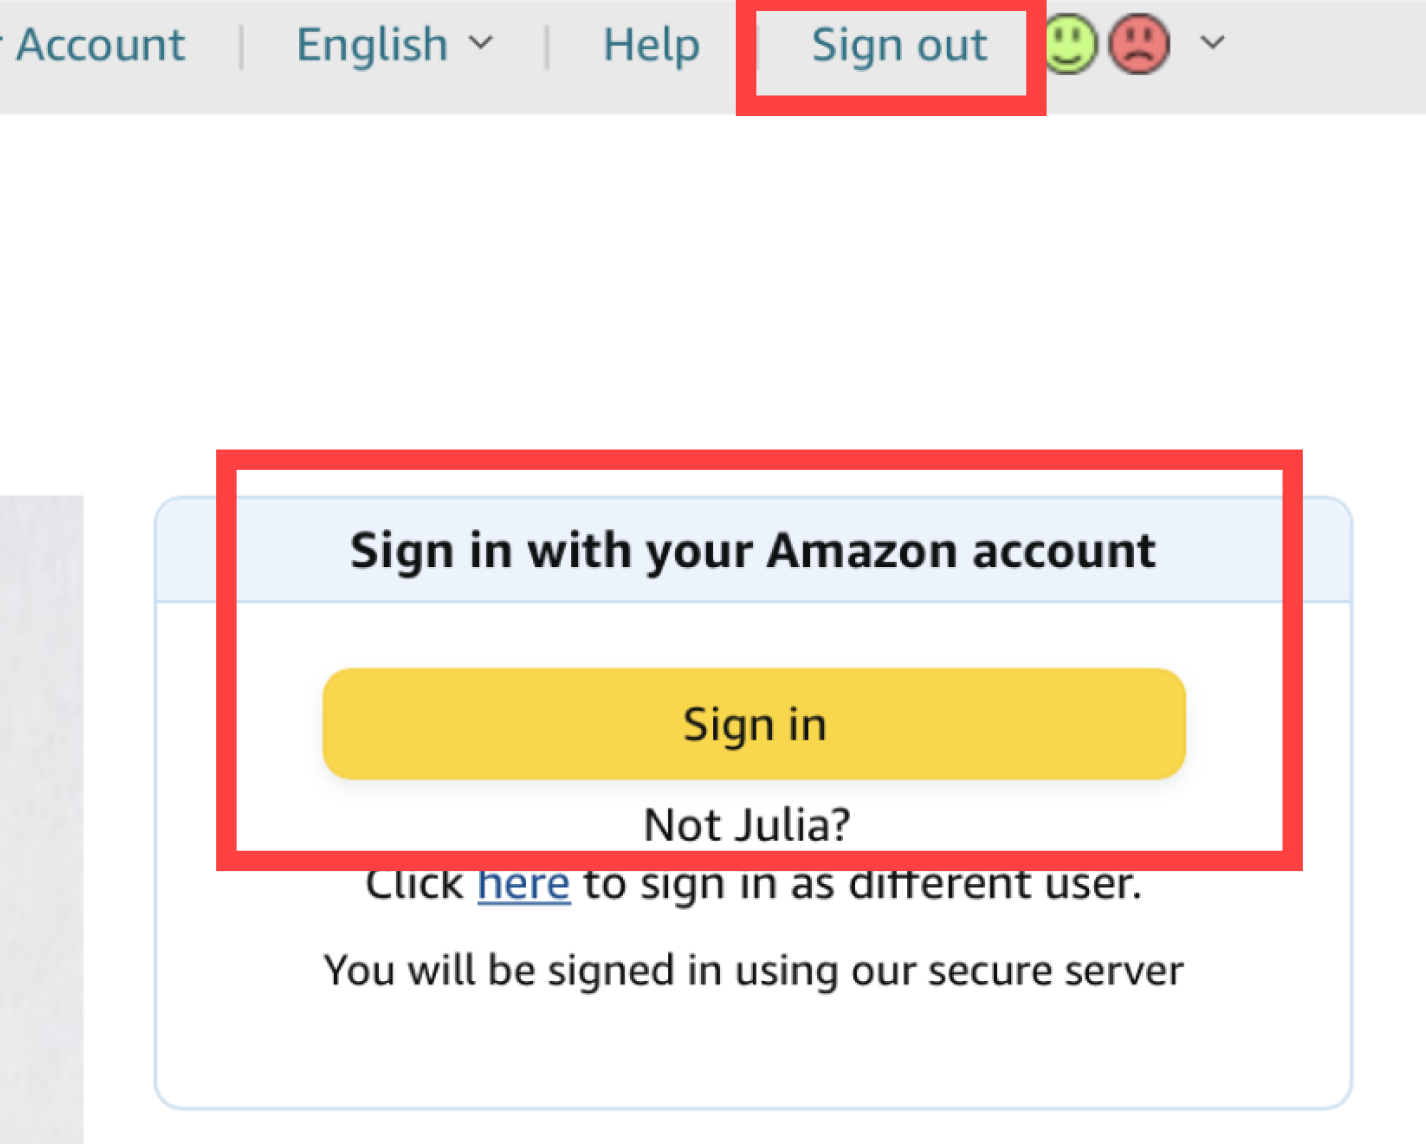 Account | English | Help Sign out
Sign in with your Amazon account
Sign in
Not Julia?
Click here to sign in as different user.
You will be signed in using our secure server